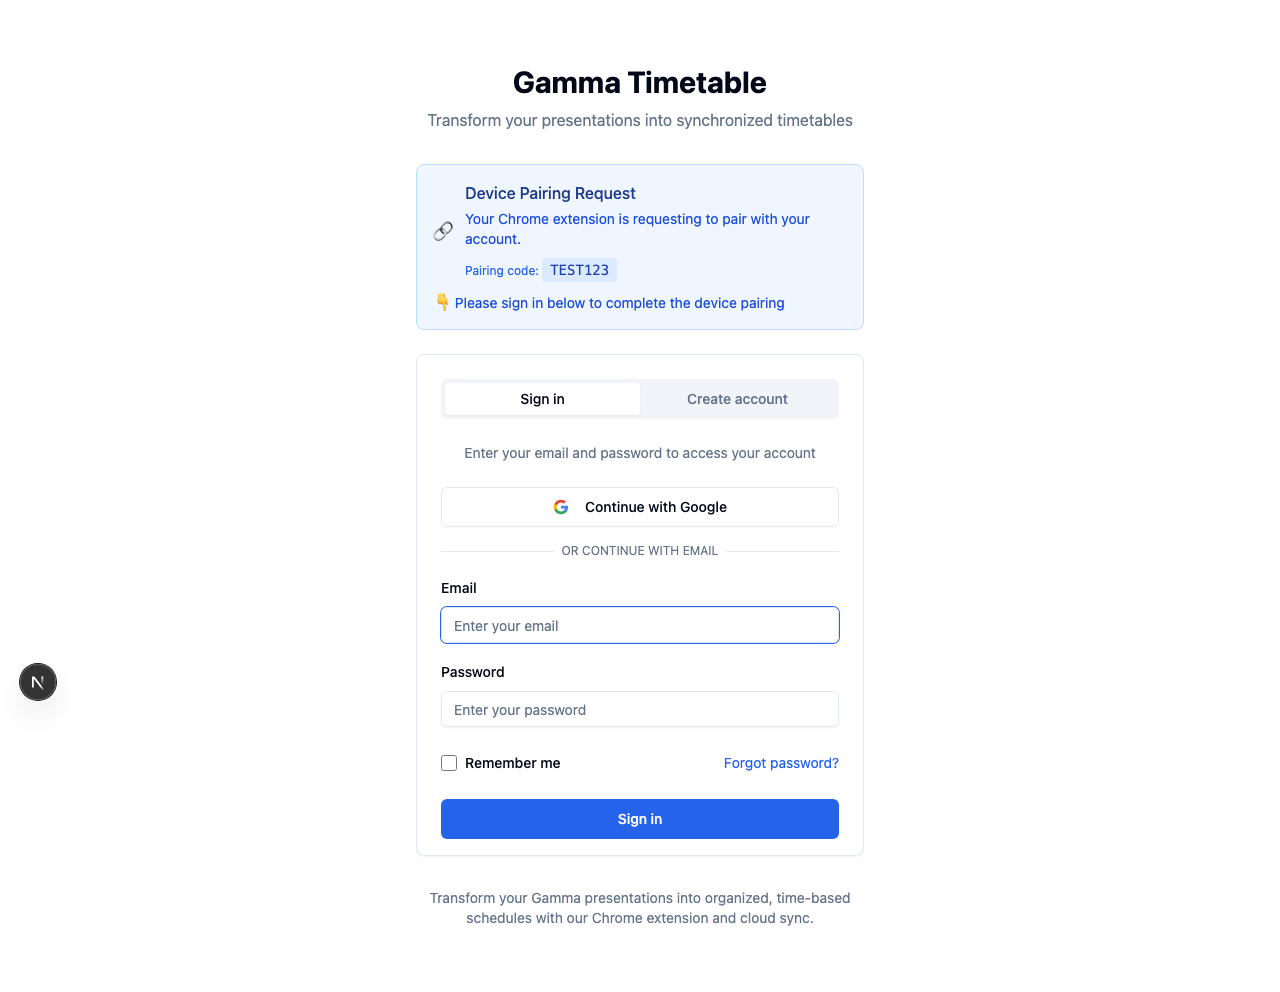 Gamma Timetable
Transform your presentations into synchronized timetables
Device Pairing Request
Your Chrome extension is requesting to pair with your
account.
Pairing code: TEST123
Please sign in below to complete the device pairing
Sign in
Create account
Enter your email and password to access your account
Continue with Google
OR CONTINUE WITH EMAIL
Email
Enter your email
Password
Enter your password
Remember me
Forgot password?
Sign in
Transform your Gamma presentations into organized, time-based
schedules with our Chrome extension and cloud sync.
N